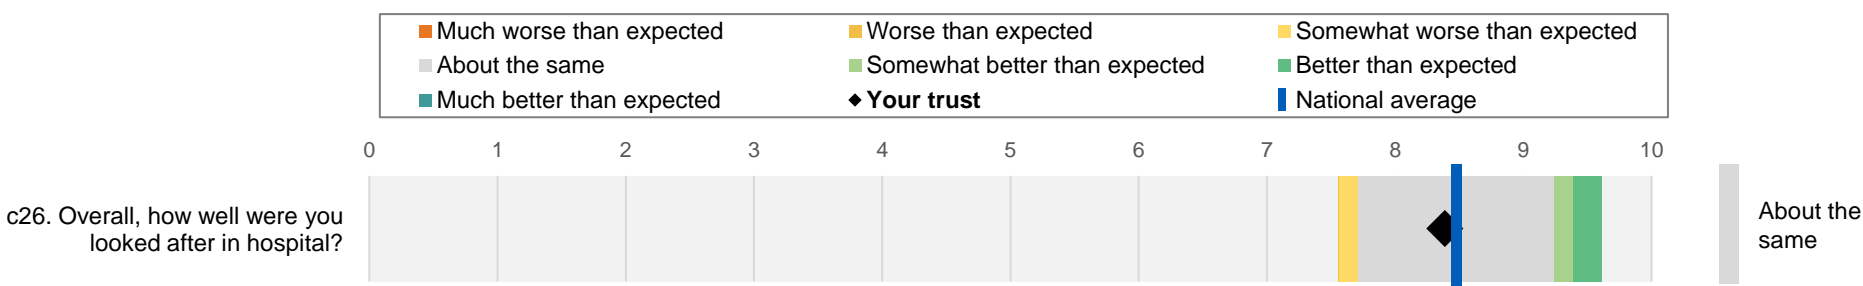 Much worse than expected
Worse than expected
Somewhat worse than expected
About the same
Somewhat better than expected
Better than expected
Much better than expected
Your trust
National average
0 1 2 3 4 5 6 7 8 9 10
c26. Overall, how well were you
looked after in hospital?
About the
same